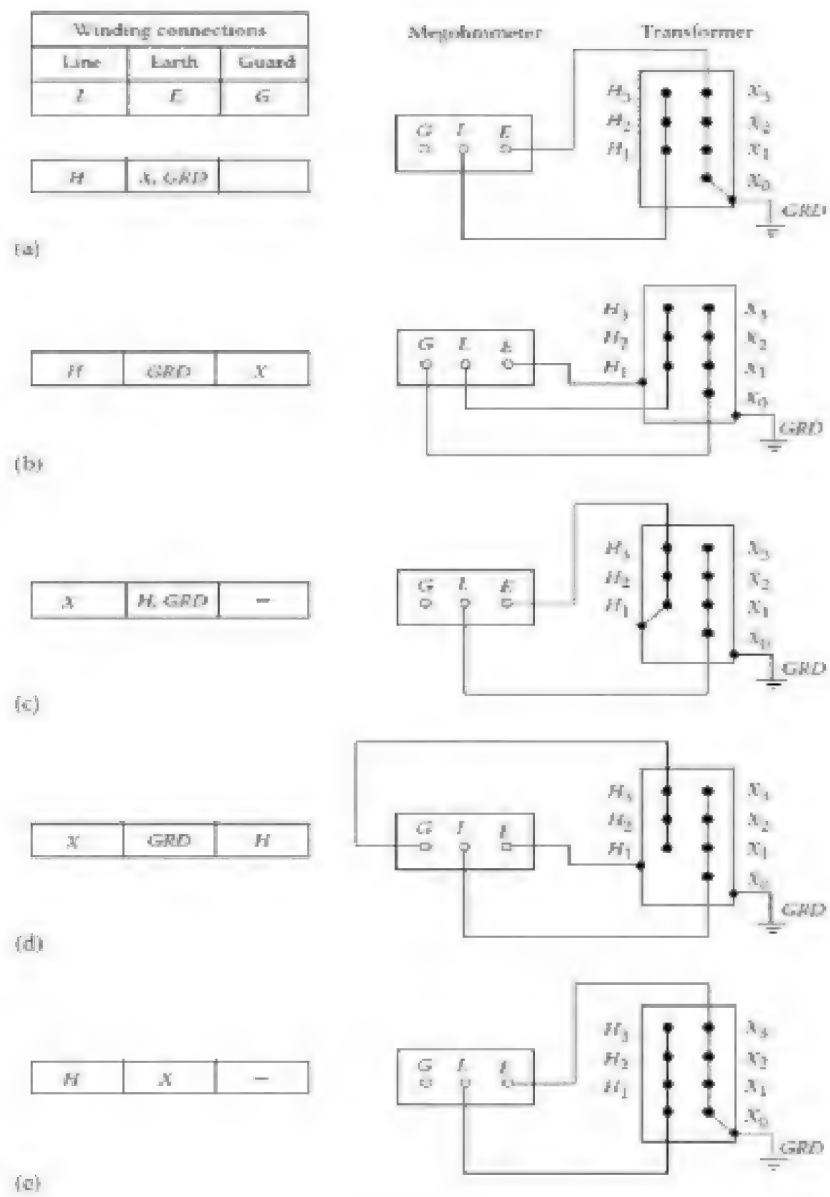 Winding connections
Line Earth Guard
L E G
H X, GRD
(a)
Megohmmeter Transformer
G L E
H3 X3
H2 X2
H1 X1
X0
GRD
H GRD X
(b)
G L E
H3 X3
H2 X2
H1 X1
X0
GRD
X H, GRD –
(c)
G L E
H3 X3
H2 X2
H1 X1
X0
GRD
X GRD H
(d)
G L E
H3 X3
H2 X2
H1 X1
X0
GRD
H X –
(e)
G L E
H3 X3
H2 X2
H1 X1
X0
GRD